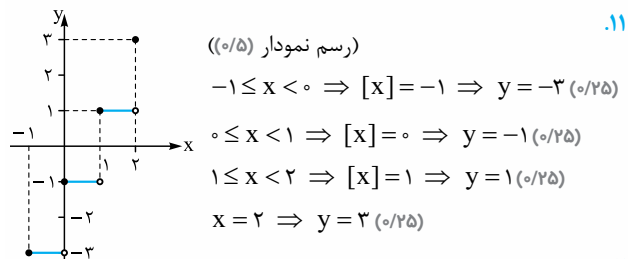 ۱۱.
(رسم نمودار (۰/۵))
−۱ ≤ x < ۰ ⇒ [x] = −۱ ⇒ y = −۳ (۰/۲۵)
۰ ≤ x < ۱ ⇒ [x] = ۰ ⇒ y = −۱ (۰/۲۵)
۱ ≤ x < ۲ ⇒ [x] = ۱ ⇒ y = ۱ (۰/۲۵)
x = ۲ ⇒ y = ۳ (۰/۲۵)
y
۳
۲
۱
−۱
۱
۲
x
−۱
−۲
−۳